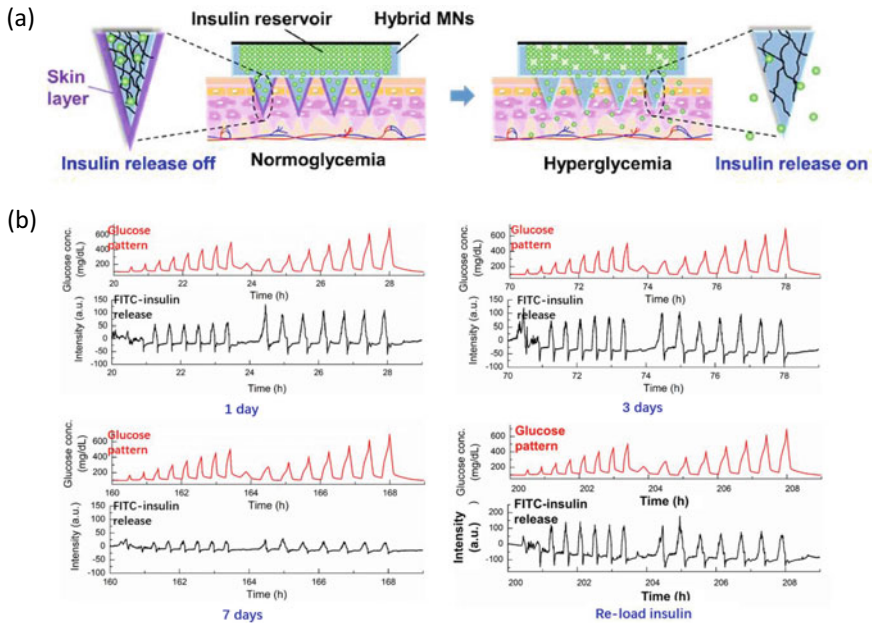 (a)
Insulin reservoir
Hybrid MNs
Skin
layer
Insulin release off
Normoglycemia
Hyperglycemia
Insulin release on
(b)
Glucose conc.
(mg/dL)
600
400
200
Glucose
pattern
20 22 24 26 28
Time (h)
Intensity (a.u.)
150
100
50
0
-50
-100
FITC-insulin
release
20 22 24 26 28
Time (h)
1 day
Glucose conc.
(mg/dL)
600
400
200
Glucose
pattern
70 72 74 76 78
Time (h)
Intensity (a.u.)
150
100
50
0
-50
-100
FITC-insulin
release
70 72 74 76 78
Time (h)
3 days
Glucose conc.
(mg/dL)
600
400
200
Glucose
pattern
160 162 164 166 168
Time (h)
Intensity (a.u.)
100
75
50
25
0
-25
-50
-100
FITC-insulin
release
160 162 164 166 168
Time (h)
7 days
Glucose conc.
(mg/dL)
600
400
200
Glucose
pattern
200 202 204 206 208
Time (h)
Intensity
(a.u.)
200
100
0
-100
FITC-insulin
release
200 202 204 206 208
Time (h)
Re-load insulin